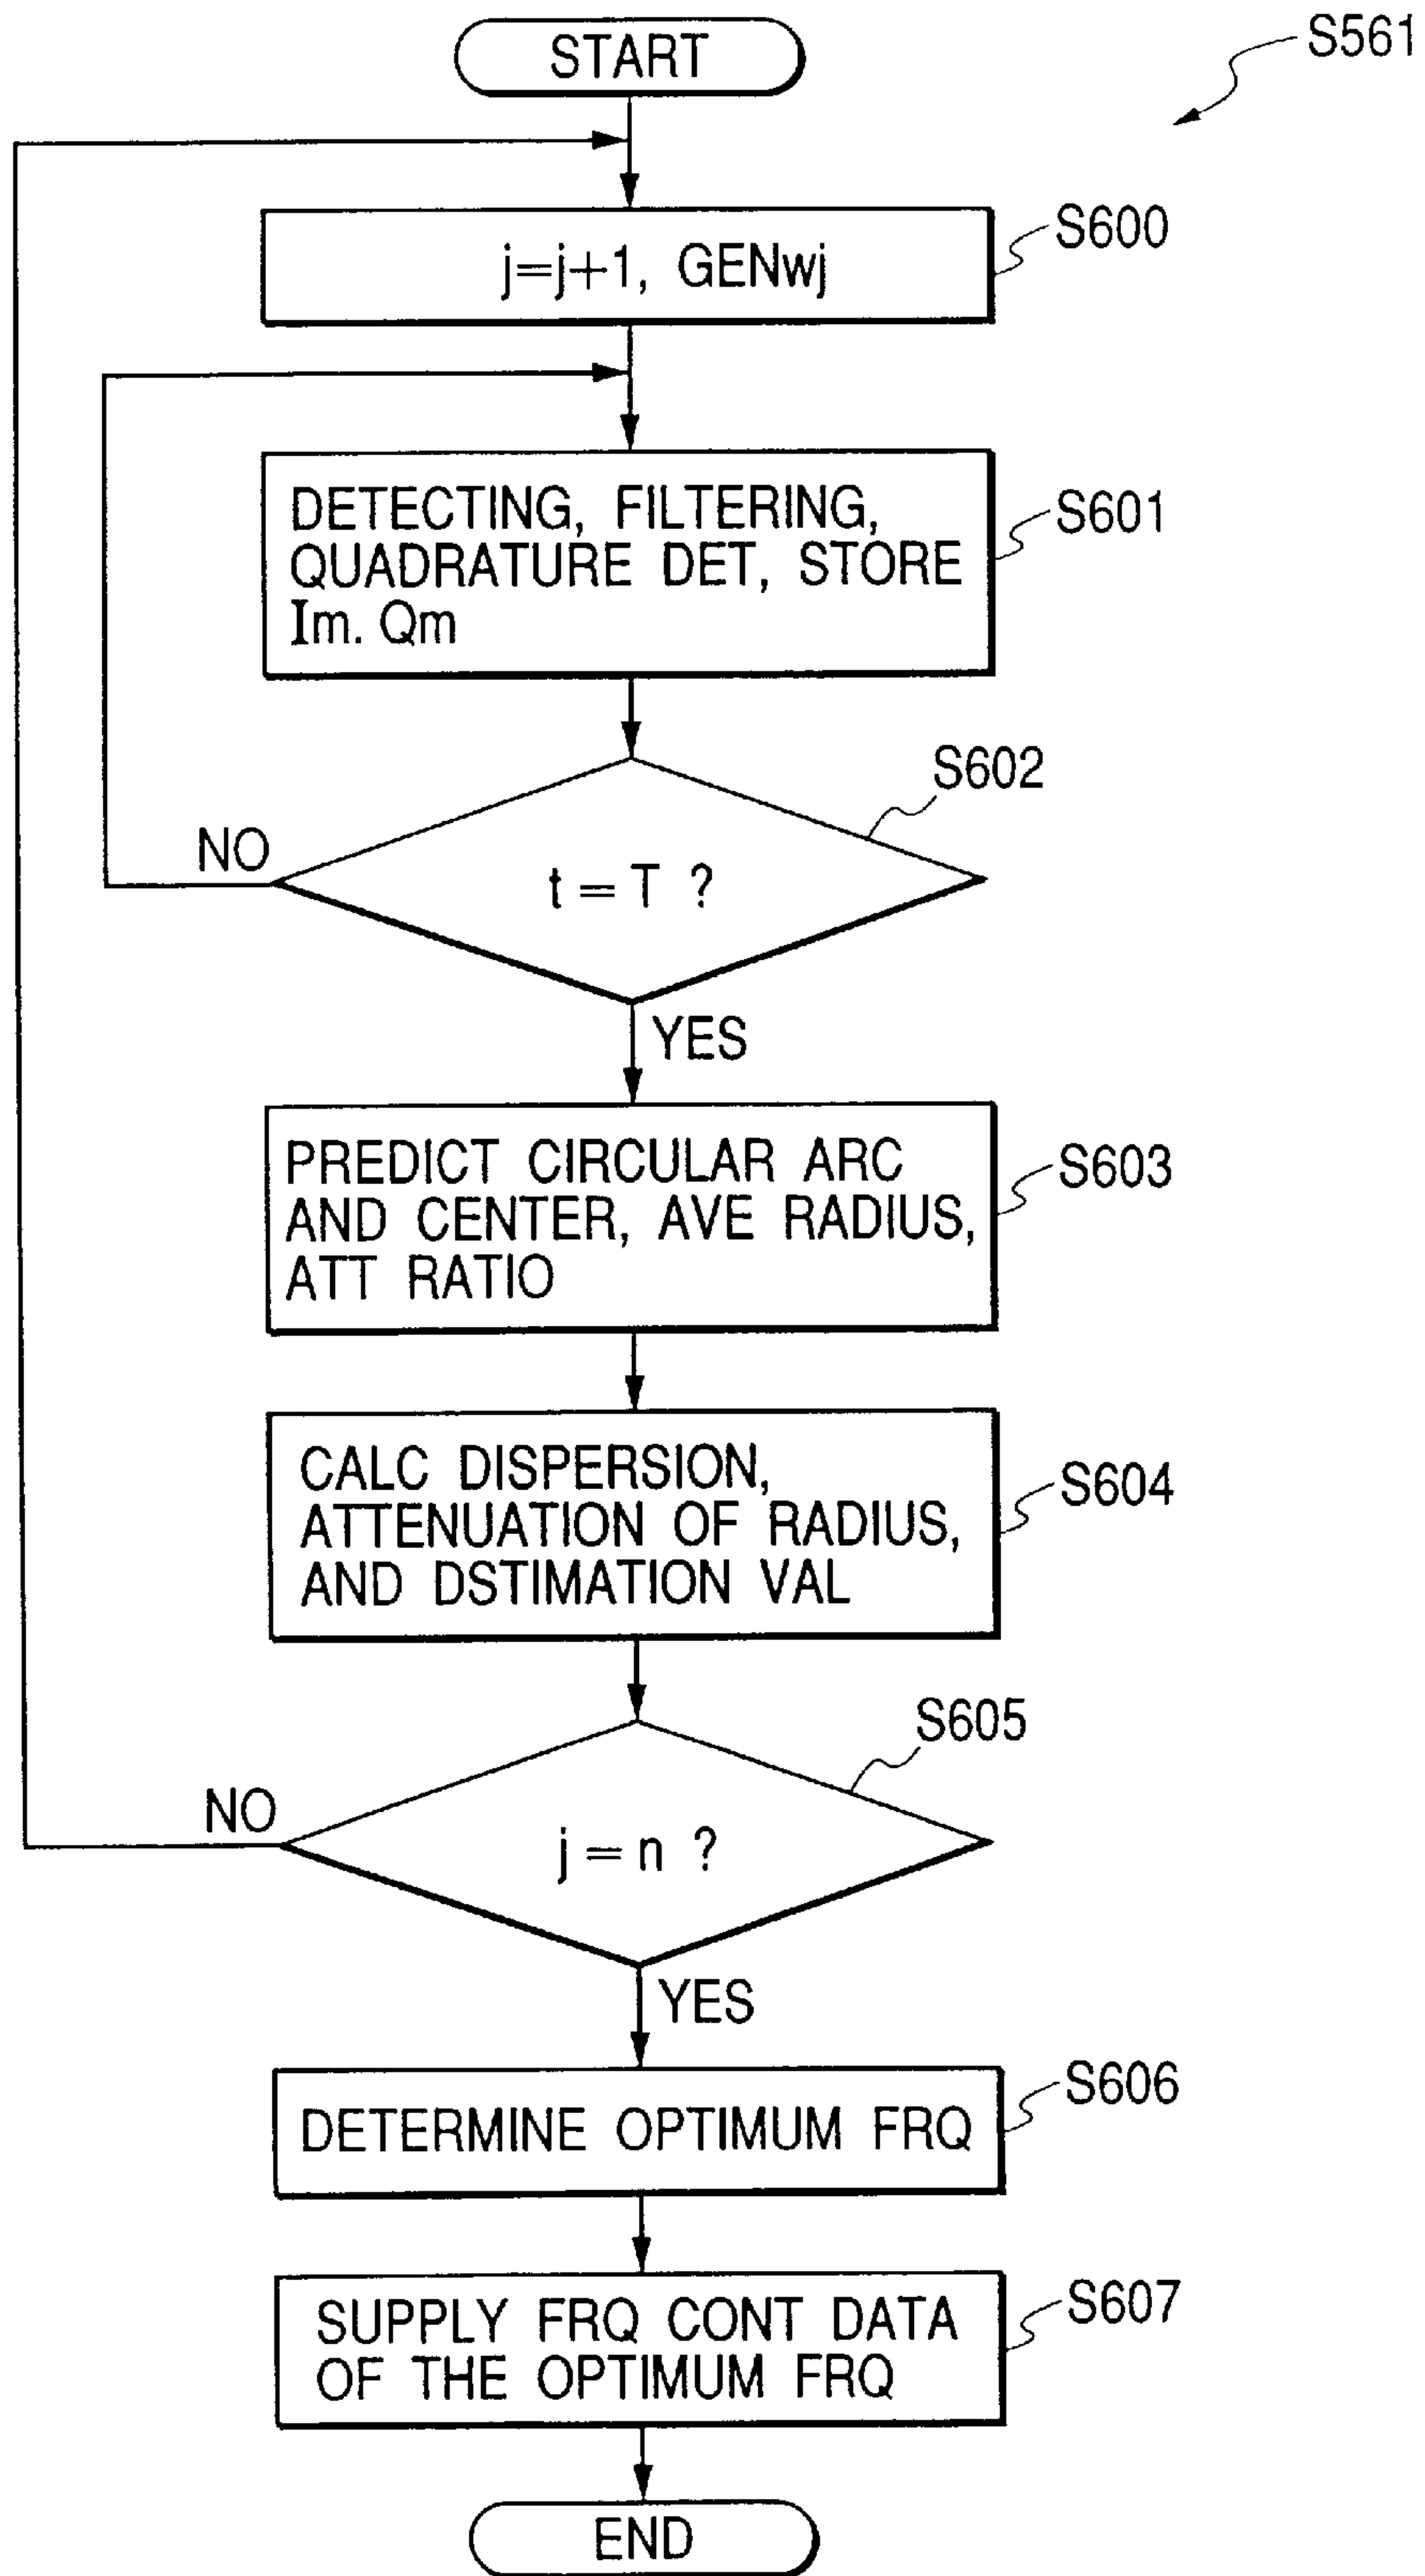 START
S561
j=j+1, GENwj
S600
DETECTING, FILTERING,
QUADRATURE DET, STORE
Im. Qm
S601
S602
NO
t = T ?
YES
PREDICT CIRCULAR ARC
AND CENTER, AVE RADIUS,
ATT RATIO
S603
CALC DISPERSION,
ATTENUATION OF RADIUS,
AND DSTIMATION VAL
S604
S605
NO
j = n ?
YES
DETERMINE OPTIMUM FRQ
S606
SUPPLY FRQ CONT DATA
OF THE OPTIMUM FRQ
S607
END